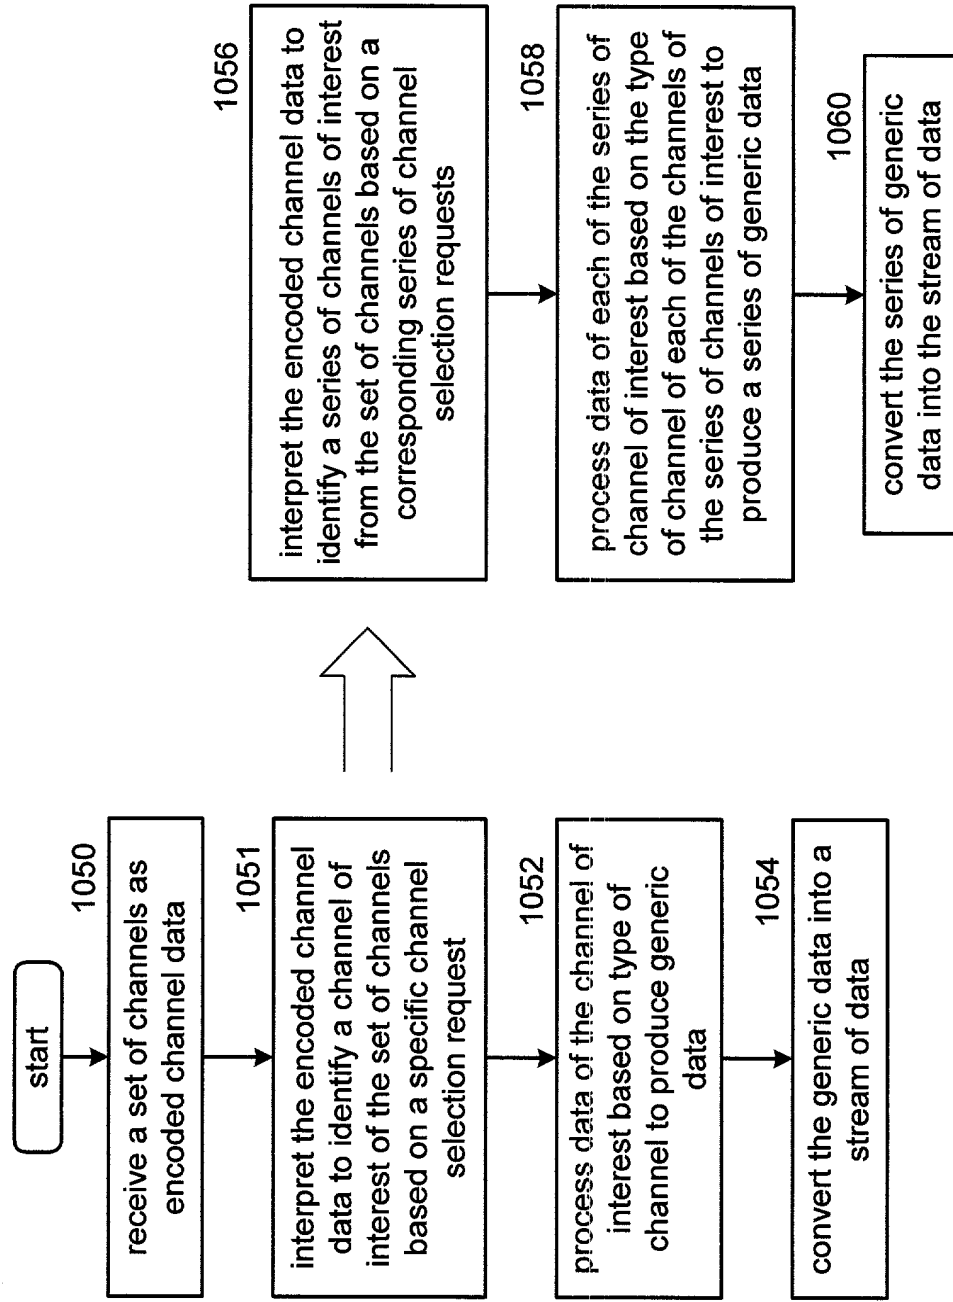 start
1050
receive a set of channels as
encoded channel data
1051
interpret the encoded channel
data to identify a channel of
interest of the set of channels
based on a specific channel
selection request
1052
process data of the channel of
interest based on type of
channel to produce generic
data
1054
convert the generic data into a
stream of data
1056
interpret the encoded channel data to
identify a series of channels of interest
from the set of channels based on a
corresponding series of channel
selection requests
1058
process data of each of the series of
channel of interest based on the type
of channel of each of the channels of
the series of channels of interest to
produce a series of generic data
1060
convert the series of generic
data into the stream of data